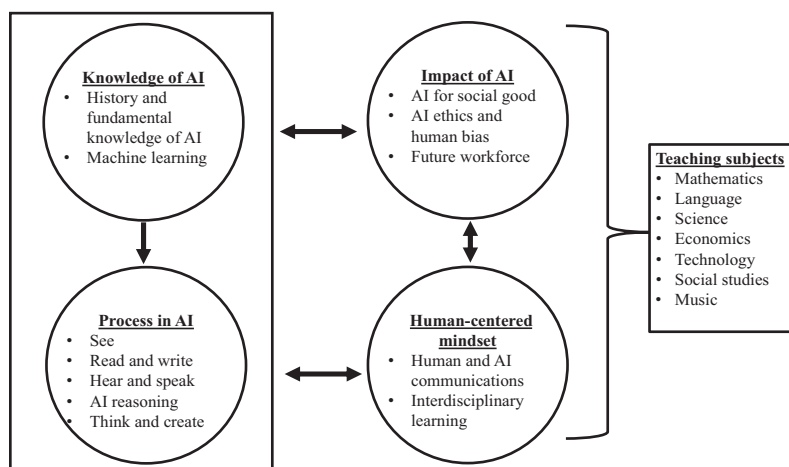 Knowledge of AI
• History and
fundamental
knowledge of AI
• Machine learning
Impact of AI
• AI for social good
• AI ethics and
human bias
• Future workforce
Teaching subjects
• Mathematics
• Language
• Science
• Economics
• Technology
• Social studies
• Music
Process in AI
• See
• Read and write
• Hear and speak
• AI reasoning
• Think and create
Human-centered
mindset
• Human and AI
communications
• Interdisciplinary
learning